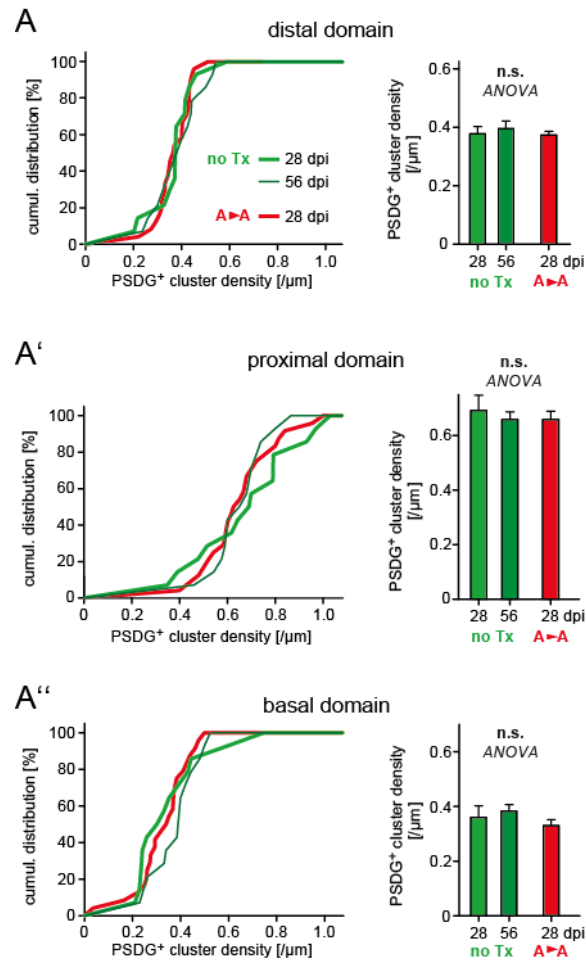 A
distal domain
cumul. distribution [%]
100
80
60
40
20
0
no Tx
28 dpi
56 dpi
A►A
28 dpi
0 0.2 0.4 0.6 0.8 1.0
PSDG⁺ cluster density [/µm]
PSDG⁺ cluster density
[/µm]
0.6
0.4
0.2
0
n.s.
ANOVA
28 56 28 dpi
no Tx A►A
A‘
proximal domain
cumul. distribution [%]
100
80
60
40
20
0
0 0.2 0.4 0.6 0.8 1.0
PSDG⁺ cluster density [/µm]
PSDG⁺ cluster density
[/µm]
0.6
0.4
0.2
0
n.s.
ANOVA
28 56 28 dpi
no Tx A►A
A‘‘
basal domain
cumul. distribution [%]
100
80
60
40
20
0
0 0.2 0.4 0.6 0.8 1.0
PSDG⁺ cluster density [/µm]
PSDG⁺ cluster density
[/µm]
0.6
0.4
0.2
0
n.s.
ANOVA
28 56 28 dpi
no Tx A►A